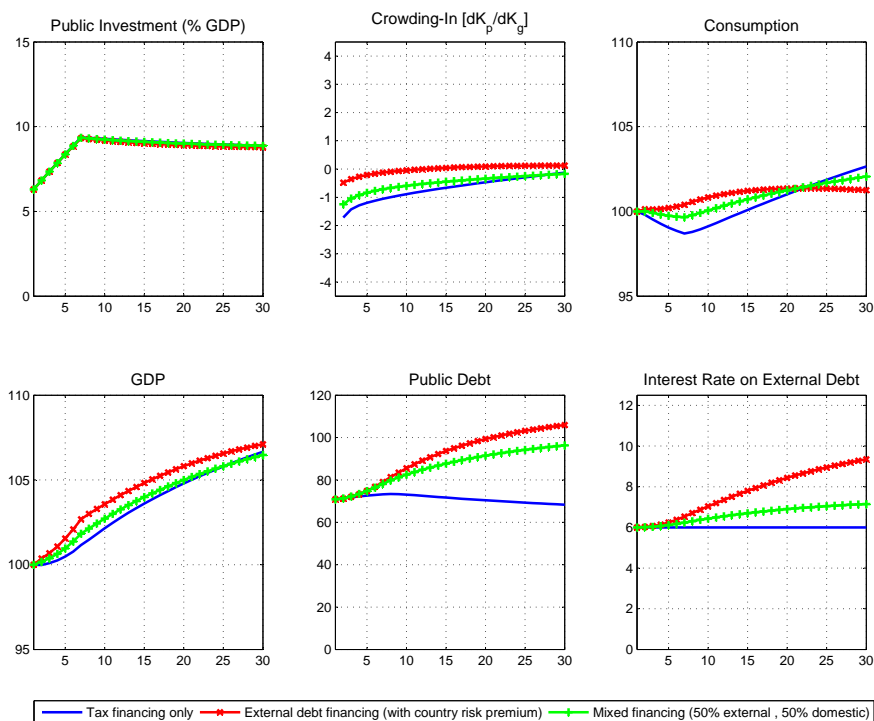 Public Investment (% GDP)
15
10
5
0
5 10 15 20 25 30
Crowding-In [dKp/dKg]
4
3
2
1
0
-1
-2
-3
-4
5 10 15 20 25 30
Consumption
110
105
100
95
5 10 15 20 25 30
GDP
110
105
100
95
5 10 15 20 25 30
Public Debt
120
100
80
60
40
20
0
5 10 15 20 25 30
Interest Rate on External Debt
12
10
8
6
4
2
0
5 10 15 20 25 30
Tax financing only External debt financing (with country risk premium) Mixed financing (50% external , 50% domestic)